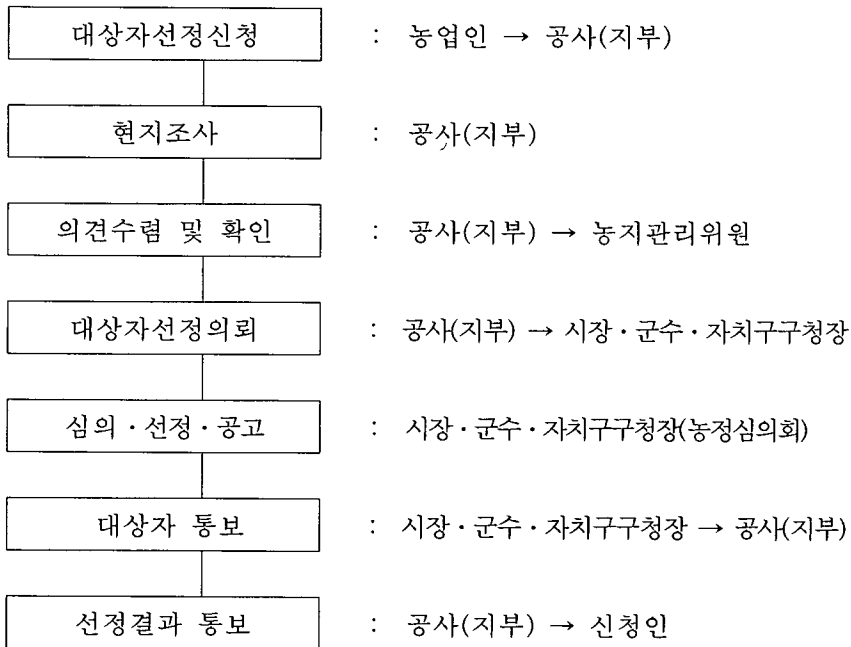 대상자선정신청 : 농업인 → 공사(지부)
현지조사 : 공사(지부)
의견수렴 및 확인 : 공사(지부) → 농지관리위원
대상자선정의뢰 : 공사(지부) → 시장·군수·자치구구청장
심의·선정·공고 : 시장·군수·자치구구청장(농정심의회)
대상자 통보 : 시장·군수·자치구구청장 → 공사(지부)
선정결과 통보 : 공사(지부) → 신청인